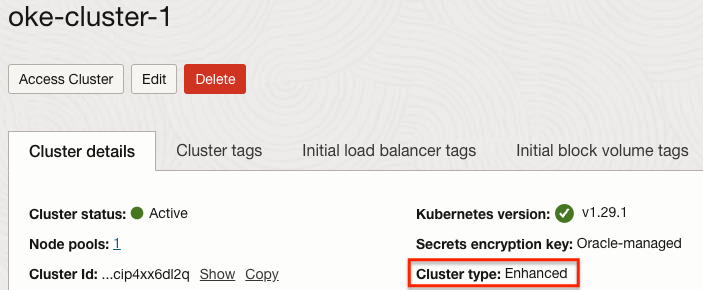 oke-cluster-1
Access Cluster Edit Delete
Cluster details Cluster tags Initial load balancer tags Initial block volume tags
Cluster status: Active Kubernetes version: v1.29.1
Node pools: 1 Secrets encryption key: Oracle-managed
Cluster Id: ...cip4xx6dl2q Show Copy Cluster type: Enhanced